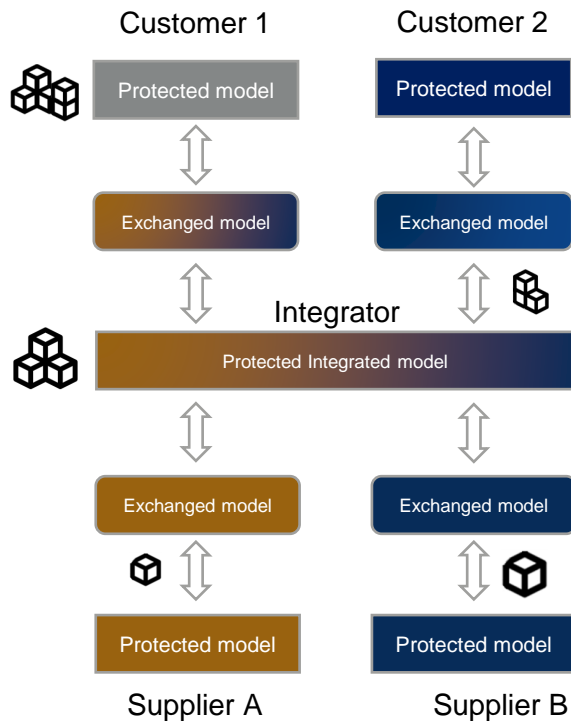 Customer 1
Customer 2
Protected model
Protected model
Exchanged model
Exchanged model
Integrator
Protected Integrated model
Exchanged model
Exchanged model
Protected model
Protected model
Supplier A
Supplier B